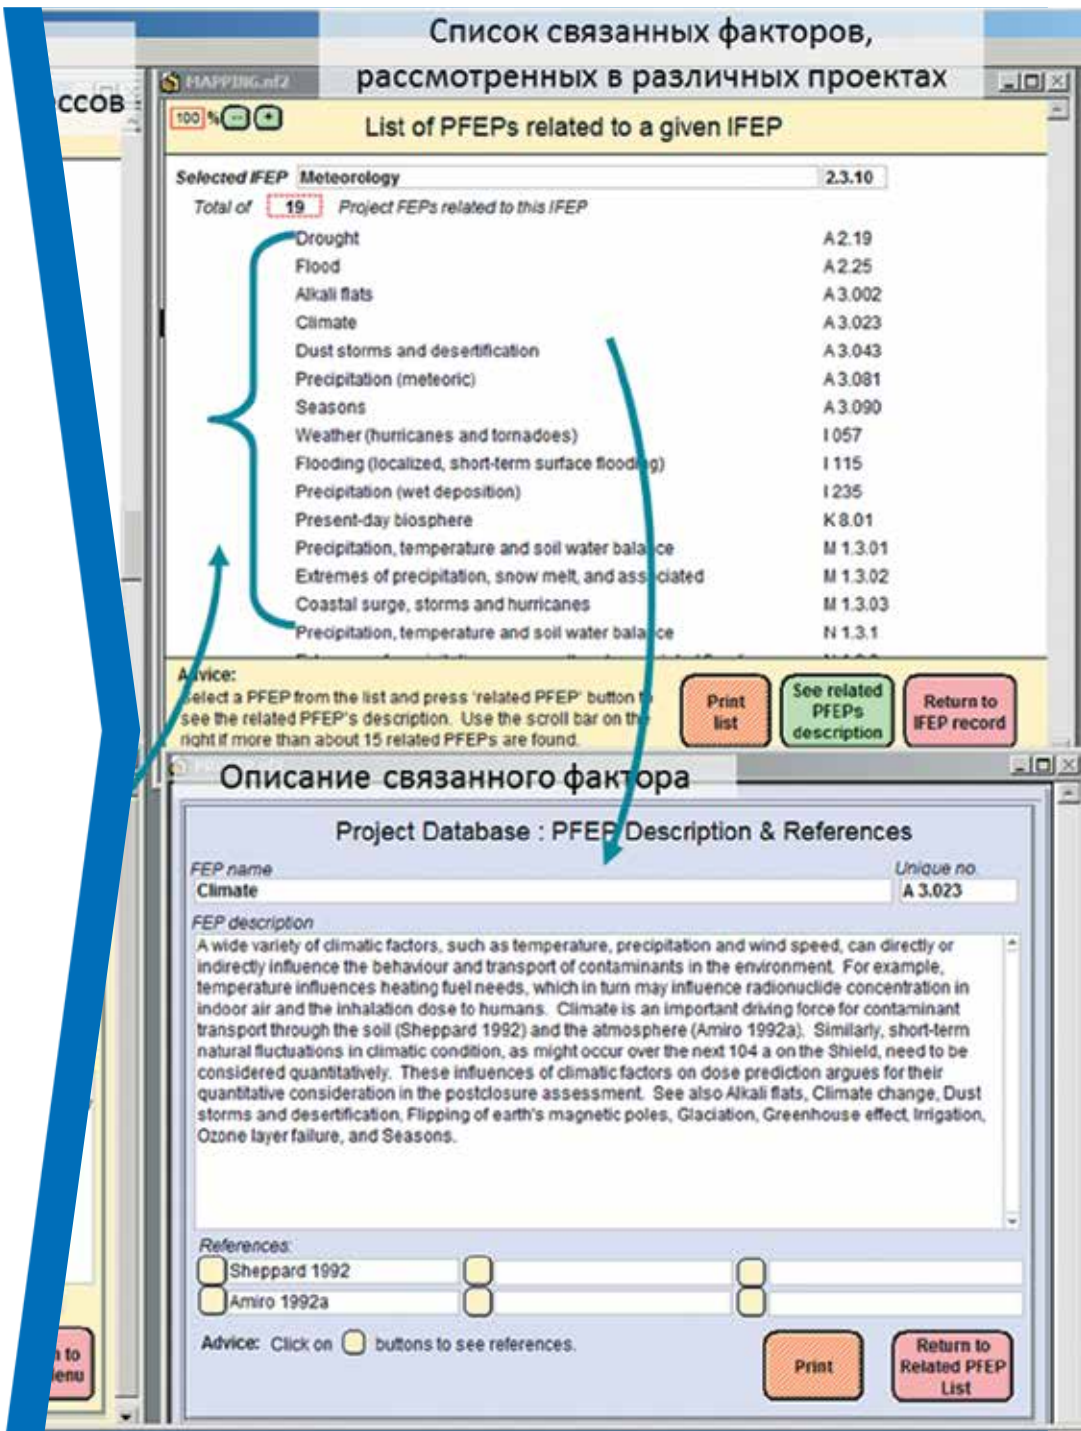 Список связанных факторов,
рассмотренных в различных проектах
ссов
MAPPING.nf2
100 %
List of PFEPs related to a given IFEP
Selected IFEP Meteorology 2.3.10
Total of 19 Project FEPs related to this IFEP
Drought A 2.19
Flood A 2.25
Alkali flats A 3.002
Climate A 3.023
Dust storms and desertification A 3.043
Precipitation (meteoric) A 3.081
Seasons A 3.090
Weather (hurricanes and tornadoes) I 057
Flooding (localized, short-term surface flooding) I 115
Precipitation (wet deposition) I 235
Present-day biosphere K 8.01
Precipitation, temperature and soil water balance M 1.3.01
Extremes of precipitation, snow melt, and associated M 1.3.02
Coastal surge, storms and hurricanes M 1.3.03
Precipitation, temperature and soil water balance N 1.3.1
Advice:
Select a PFEP from the list and press 'related PFEP' button to
see the related PFEP's description. Use the scroll bar on the
right if more than about 15 related PFEPs are found.
Print
list
See related
PFEPs
description
Return to
IFEP record
Описание связанного фактора
Project Database : PFEP Description & References
FEP name Unique no.
Climate A 3.023
FEP description
A wide variety of climatic factors, such as temperature, precipitation and wind speed, can directly or
indirectly influence the behaviour and transport of contaminants in the environment. For example,
temperature influences heating fuel needs, which in turn may influence radionuclide concentration in
indoor air and the inhalation dose to humans. Climate is an important driving force for contaminant
transport through the soil (Sheppard 1992) and the atmosphere (Amiro 1992a). Similarly, short-term
natural fluctuations in climatic condition, as might occur over the next 104 a on the Shield, need to be
considered quantitatively. These influences of climatic factors on dose prediction argues for their
quantitative consideration in the postclosure assessment. See also Alkali flats, Climate change, Dust
storms and desertification, Flipping of earth's magnetic poles, Glaciation, Greenhouse effect, Irrigation,
Ozone layer failure, and Seasons.
References:
Sheppard 1992
Amiro 1992a
Advice: Click on buttons to see references.
Print
Return to
Related PFEP
List
n to
enu